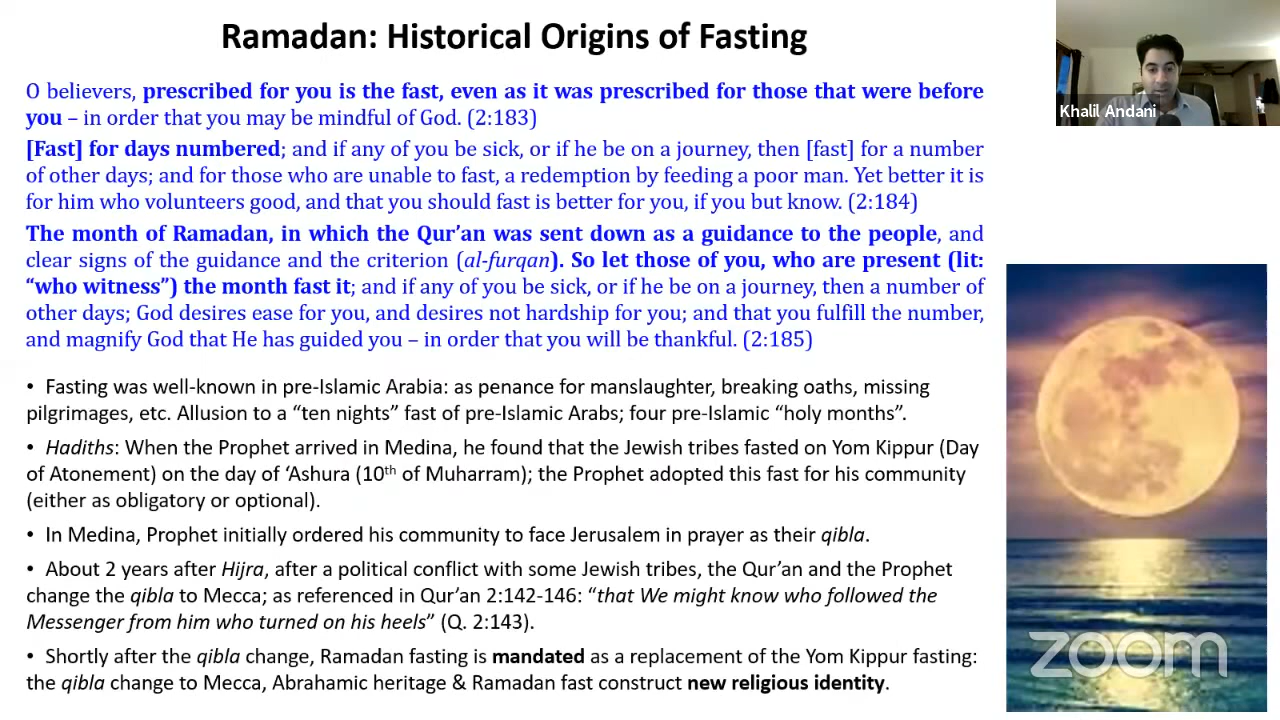 Ramadan: Historical Origins of Fasting
O believers, prescribed for you is the fast, even as it was prescribed for those that were before
you – in order that you may be mindful of God. (2:183)
[Fast] for days numbered; and if any of you be sick, or if he be on a journey, then [fast] for a number
of other days; and for those who are unable to fast, a redemption by feeding a poor man. Yet better it is
for him who volunteers good, and that you should fast is better for you, if you but know. (2:184)
The month of Ramadan, in which the Qur’an was sent down as a guidance to the people, and
clear signs of the guidance and the criterion (al-furqan). So let those of you, who are present (lit:
“who witness”) the month fast it; and if any of you be sick, or if he be on a journey, then a number of
other days; God desires ease for you, and desires not hardship for you; and that you fulfill the number,
and magnify God that He has guided you – in order that you will be thankful. (2:185)
• Fasting was well-known in pre-Islamic Arabia: as penance for manslaughter, breaking oaths, missing
pilgrimages, etc. Allusion to a “ten nights” fast of pre-Islamic Arabs; four pre-Islamic “holy months”.
• Hadiths: When the Prophet arrived in Medina, he found that the Jewish tribes fasted on Yom Kippur (Day
of Atonement) on the day of ‘Ashura (10th of Muharram); the Prophet adopted this fast for his community
(either as obligatory or optional).
• In Medina, Prophet initially ordered his community to face Jerusalem in prayer as their qibla.
• About 2 years after Hijra, after a political conflict with some Jewish tribes, the Qur’an and the Prophet
change the qibla to Mecca; as referenced in Qur’an 2:142-146: “that We might know who followed the
Messenger from him who turned on his heels” (Q. 2:143).
• Shortly after the qibla change, Ramadan fasting is mandated as a replacement of the Yom Kippur fasting:
the qibla change to Mecca, Abrahamic heritage & Ramadan fast construct new religious identity.
Khalil Andani
zoom